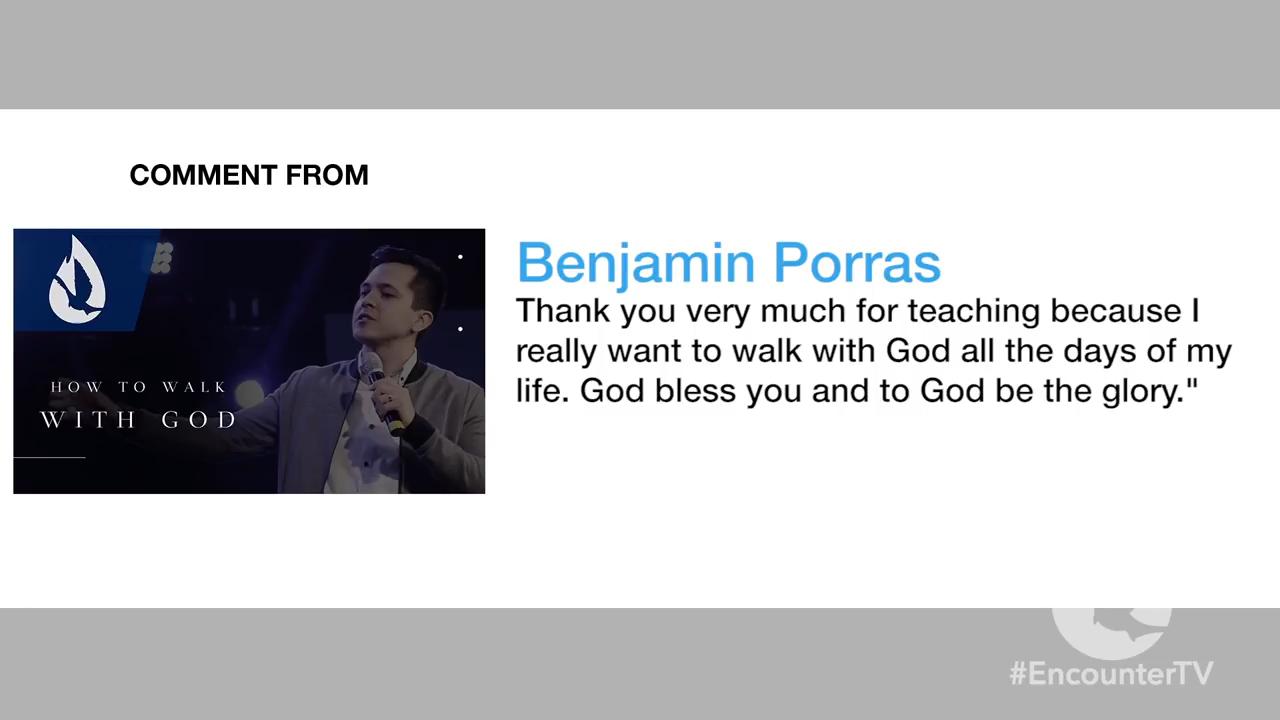 COMMENT FROM
HOW TO WALK
WITH GOD
Benjamin Porras
Thank you very much for teaching because I
really want to walk with God all the days of my
life. God bless you and to God be the glory."
#EncounterTV